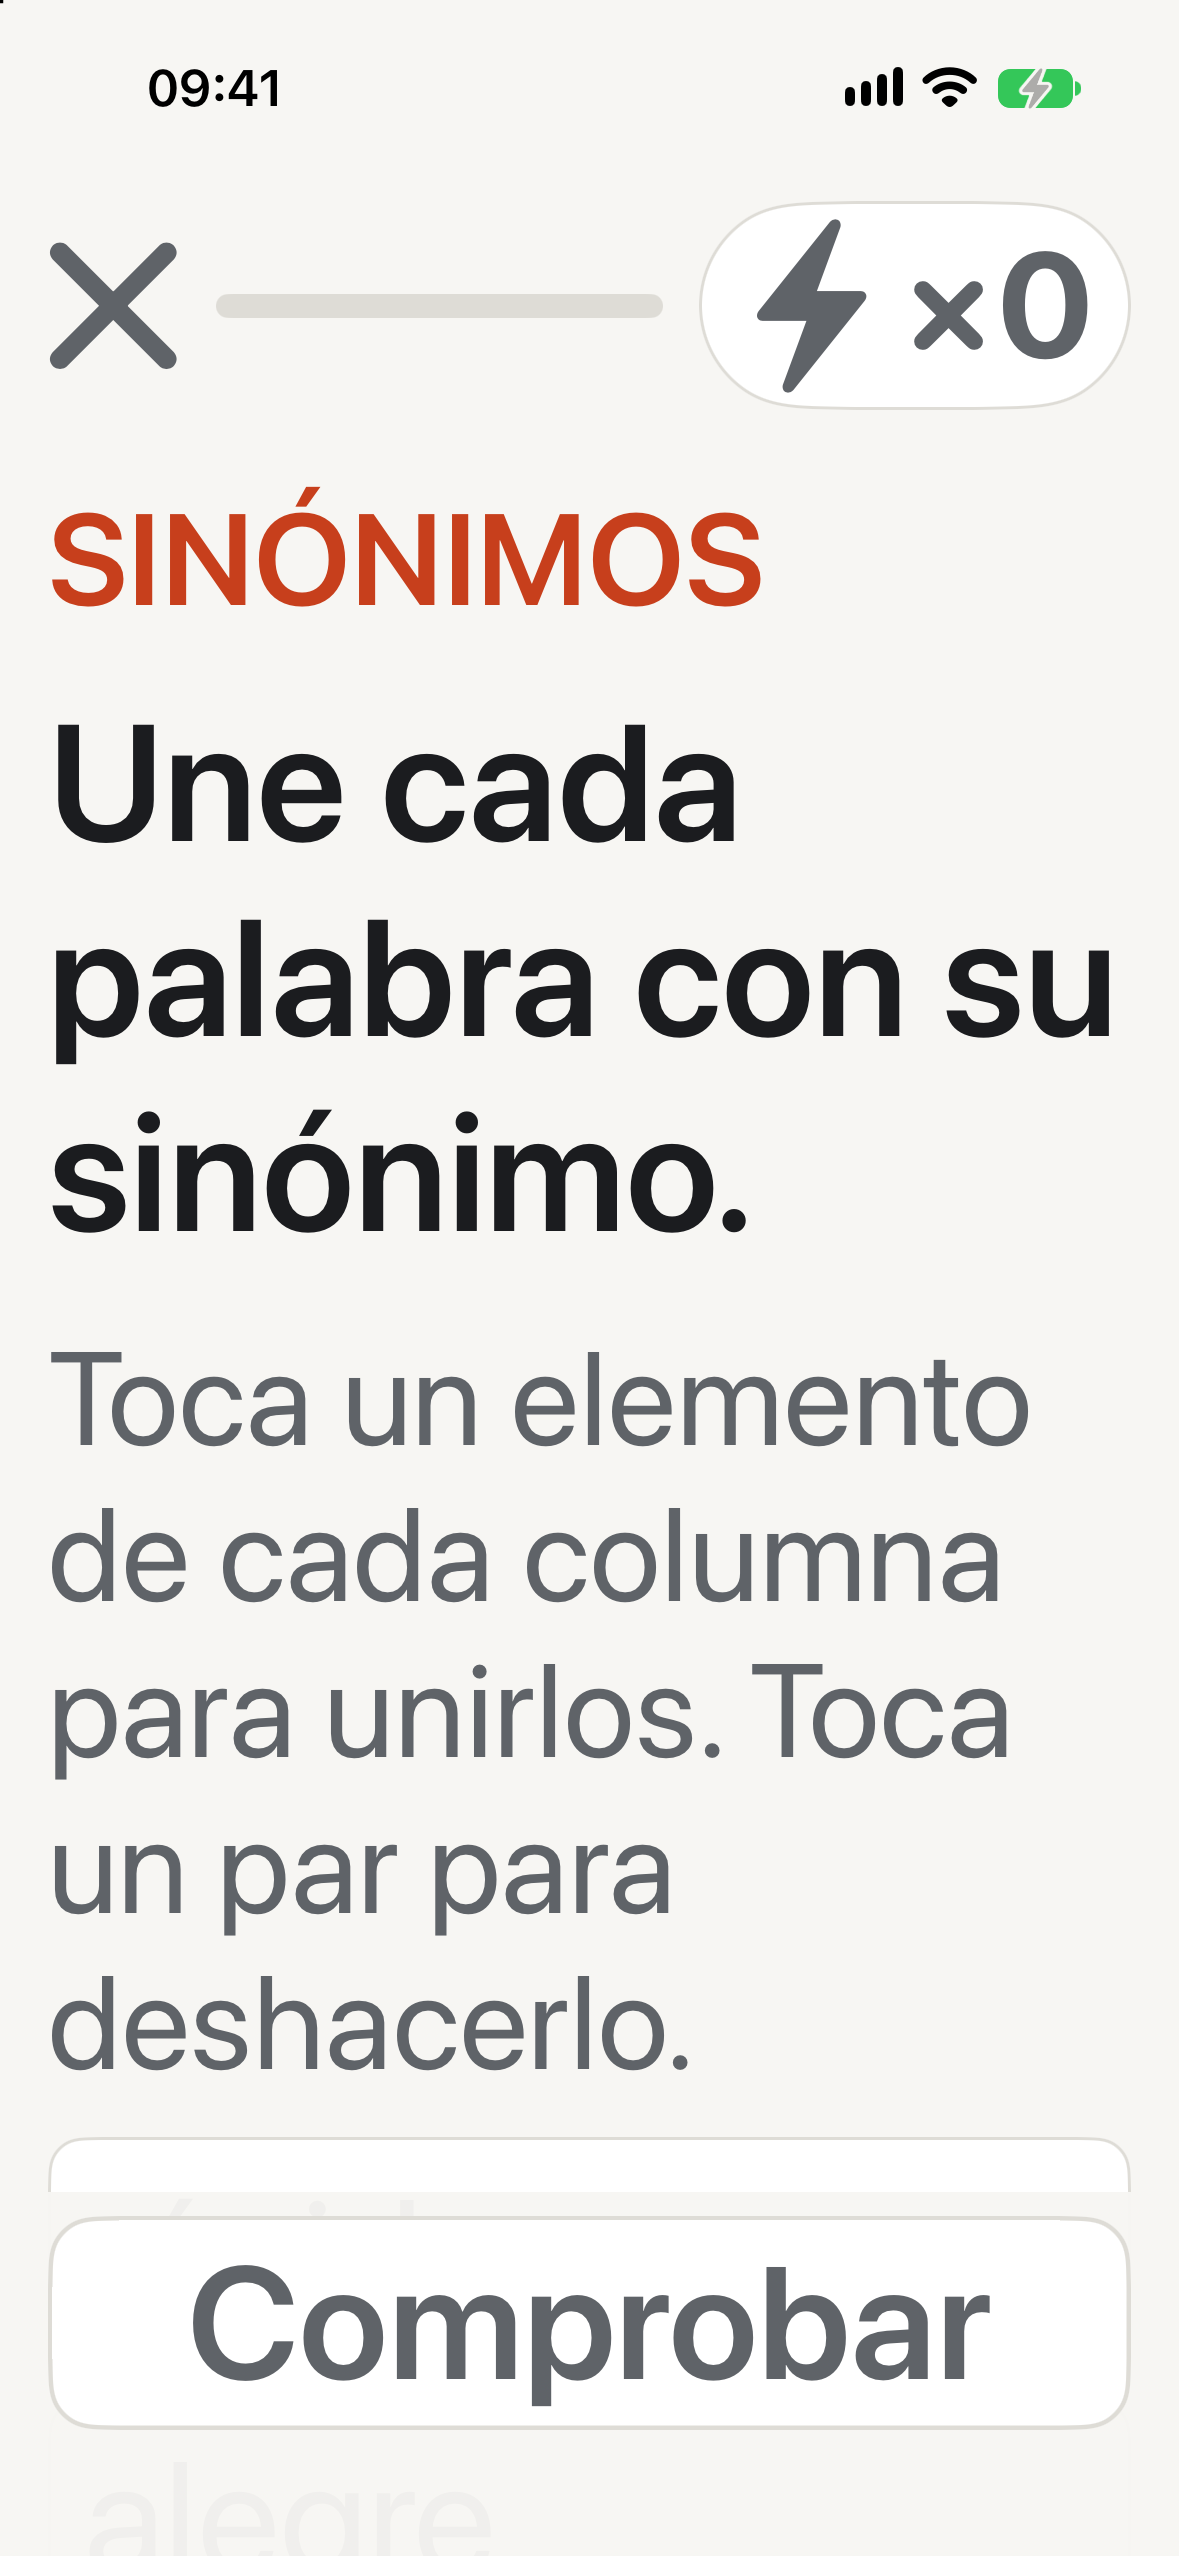 09:41
×0
SINÓNIMOS
Une cada
palabra con su
sinónimo.
Toca un elemento
de cada columna
para unirlos. Toca
un par para
deshacerlo.
Comprobar
alegre